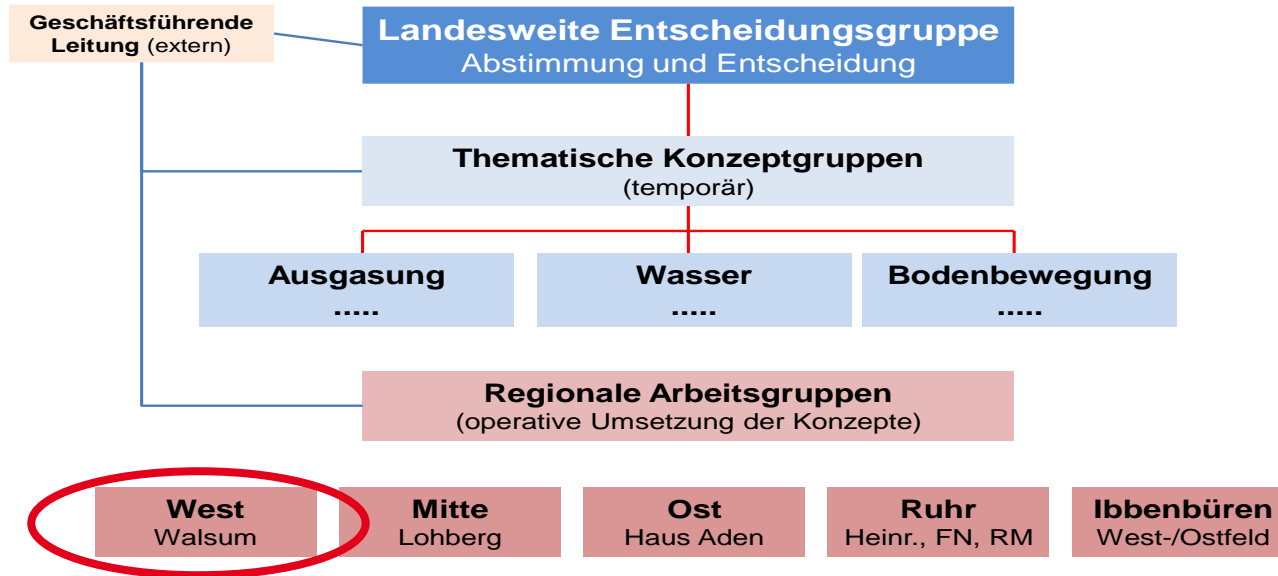 Geschäftsführende
Leitung (extern)
Landesweite Entscheidungsgruppe
Abstimmung und Entscheidung
Thematische Konzeptgruppen
(temporär)
Ausgasung
.....
Wasser
.....
Bodenbewegung
.....
Regionale Arbeitsgruppen
(operative Umsetzung der Konzepte)
West
Walsum
Mitte
Lohberg
Ost
Haus Aden
Ruhr
Heinr., FN, RM
Ibbenbüren
West-/Ostfeld